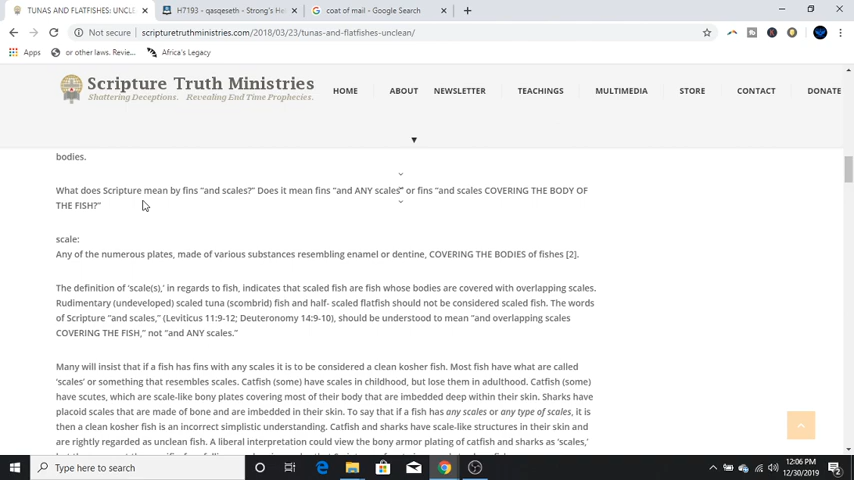 TUNAS AND FLATFISHES: UNCLE
H7193 - qasqeseth - Strong's He
coat of mail - Google Search
Not secure | scripturetruthministries.com/2018/03/23/tunas-and-flatfishes-unclean/
Apps
or other laws. Revie...
Africa's Legacy
Scripture Truth Ministries
Shattering Deceptions. Revealing End Time Prophecies.
HOME
ABOUT
NEWSLETTER
TEACHINGS
MULTIMEDIA
STORE
CONTACT
DONATE
bodies.
What does Scripture mean by fins “and scales?” Does it mean fins “and ANY scales” or fins “and scales COVERING THE BODY OF
THE FISH?”
scale:
Any of the numerous plates, made of various substances resembling enamel or dentine, COVERING THE BODIES of fishes [2].
The definition of ‘scale(s),’ in regards to fish, indicates that scaled fish are fish whose bodies are covered with overlapping scales.
Rudimentary (undeveloped) scaled tuna (scombrid) fish and half- scaled flatfish should not be considered scaled fish. The words
of Scripture “and scales,” (Leviticus 11:9-12; Deuteronomy 14:9-10), should be understood to mean “and overlapping scales
COVERING THE FISH,” not “and ANY scales.”
Many will insist that if a fish has fins with any scales it is to be considered a clean kosher fish. Most fish have what are called
‘scales’ or something that resembles scales. Catfish (some) have scales in childhood, but lose them in adulthood. Catfish (some)
have scutes, which are scale-like bony plates covering most of their body that are imbedded deep within their skin. Sharks have
placoid scales that are made of bone and are imbedded in their skin. To say that if a fish has any scales or any type of scales, it is
then a clean kosher fish is an incorrect simplistic understanding. Catfish and sharks have scale-like structures in their skin and
are rightly regarded as unclean fish. A liberal interpretation could view the bony armor plating of catfish and sharks as ‘scales,’
Type here to search
12:06 PM
12/30/2019
2